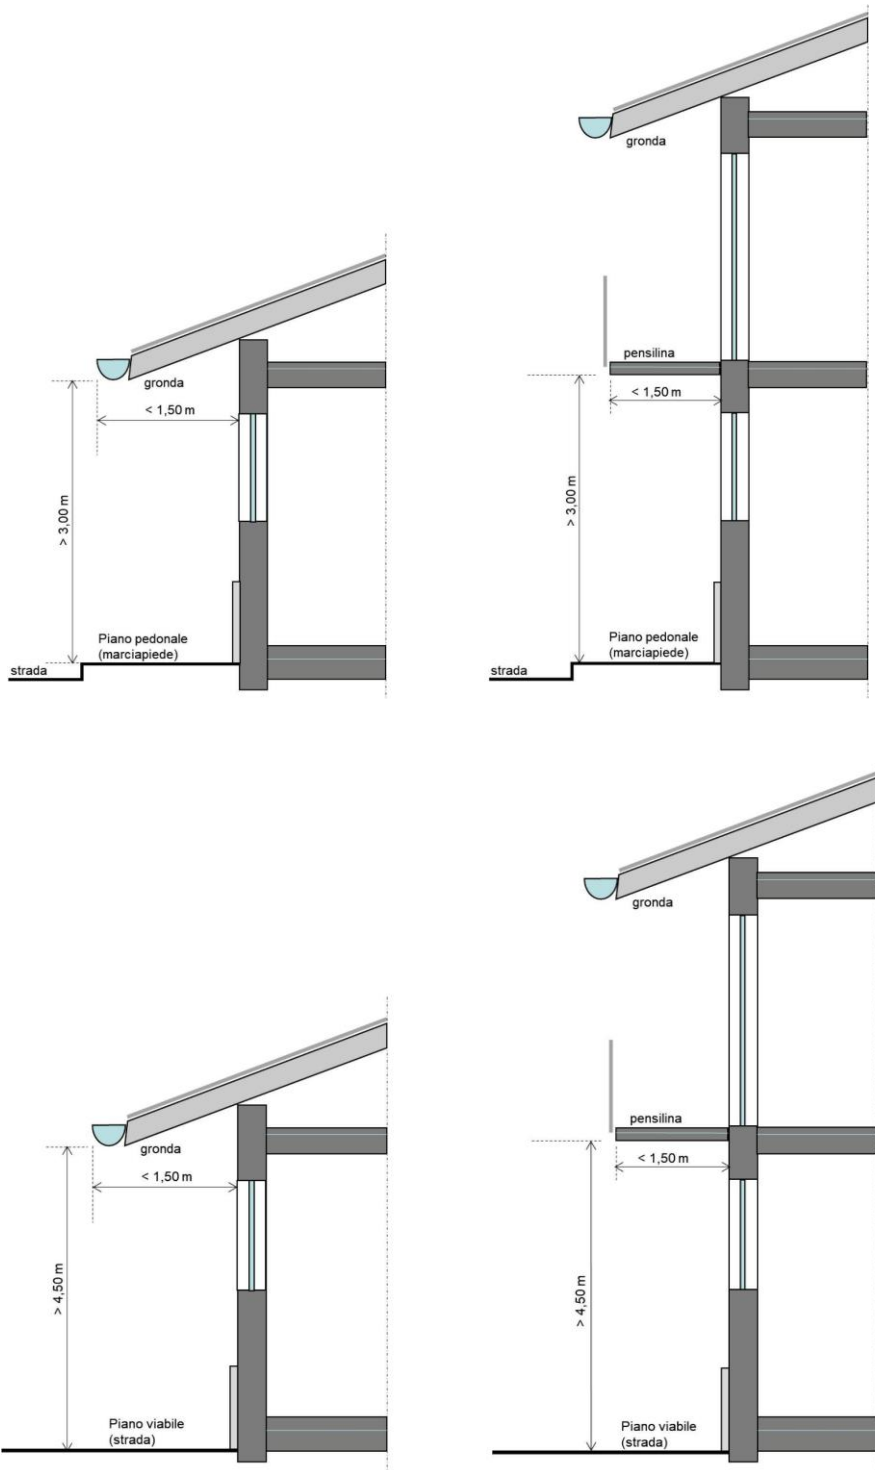 gronda
< 1,50 m
> 3,00 m
Piano pedonale
(marciapiede)
strada
gronda
pensilina
< 1,50 m
> 3,00 m
Piano pedonale
(marciapiede)
strada
gronda
< 1,50 m
> 4,50 m
Piano viabile
(strada)
gronda
pensilina
< 1,50 m
> 4,50 m
Piano viabile
(strada)